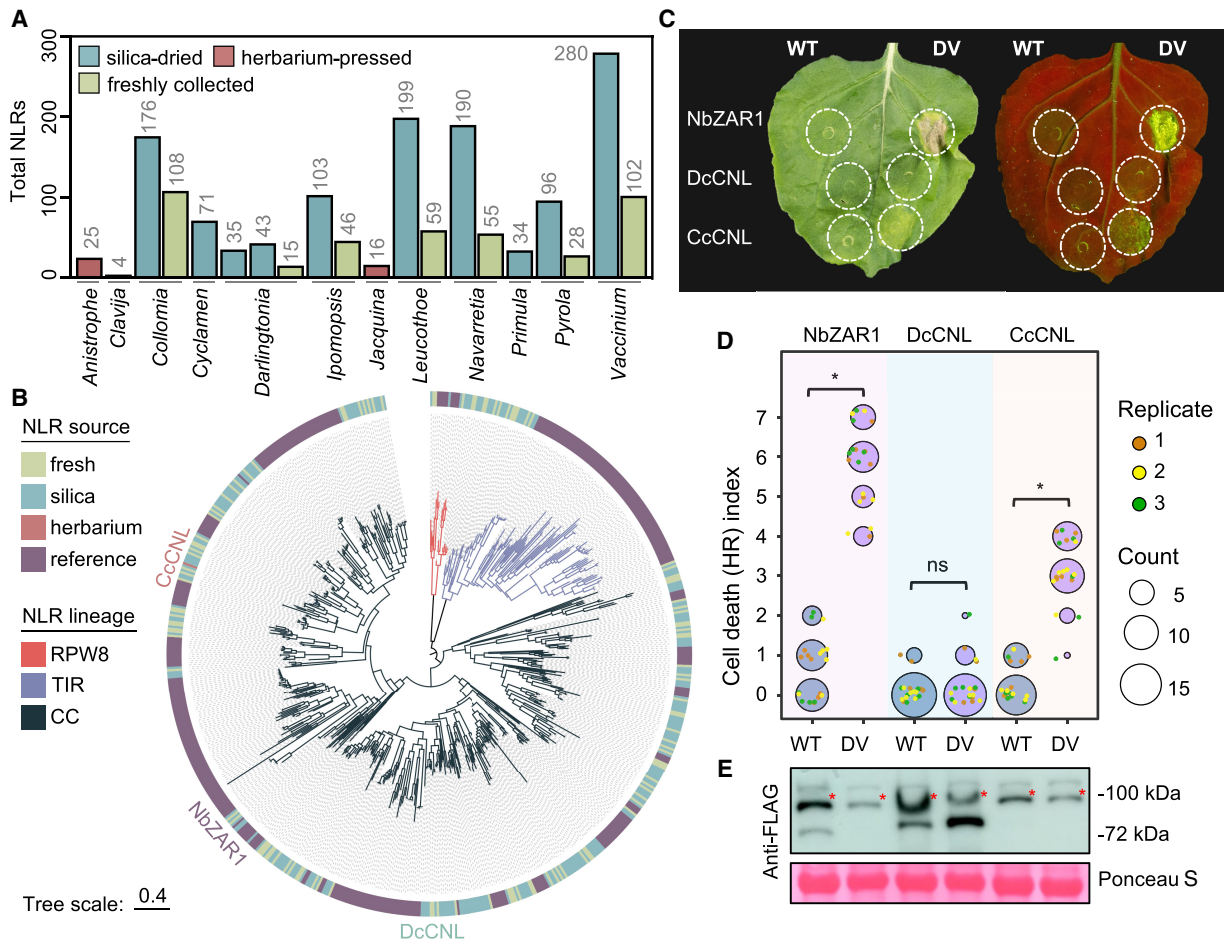 A
Total NLRs
300
200
100
0
silica-dried
herbarium-pressed
freshly collected
25
4
176
108
71
35
43
15
103
46
16
199
59
190
55
34
96
28
280
102
Anistrophe
Clavija
Collomia
Cyclamen
Darlingtonia
Ipomopsis
Jacquina
Leucothoe
Navarretia
Primula
Pyrola
Vaccinium
B
NLR source
fresh
silica
herbarium
reference
NLR lineage
RPW8
TIR
CC
CcCNL
NbZAR1
DcCNL
Tree scale: 0.4
C
WT DV WT DV
NbZAR1
DcCNL
CcCNL
D
NbZAR1 DcCNL CcCNL
Cell death (HR) index
7
6
5
4
3
2
1
0
*
ns
*
WT DV WT DV WT DV
Replicate
1
2
3
Count
5
10
15
E
Anti-FLAG
* * * * * *
-100 kDa
-72 kDa
Ponceau S